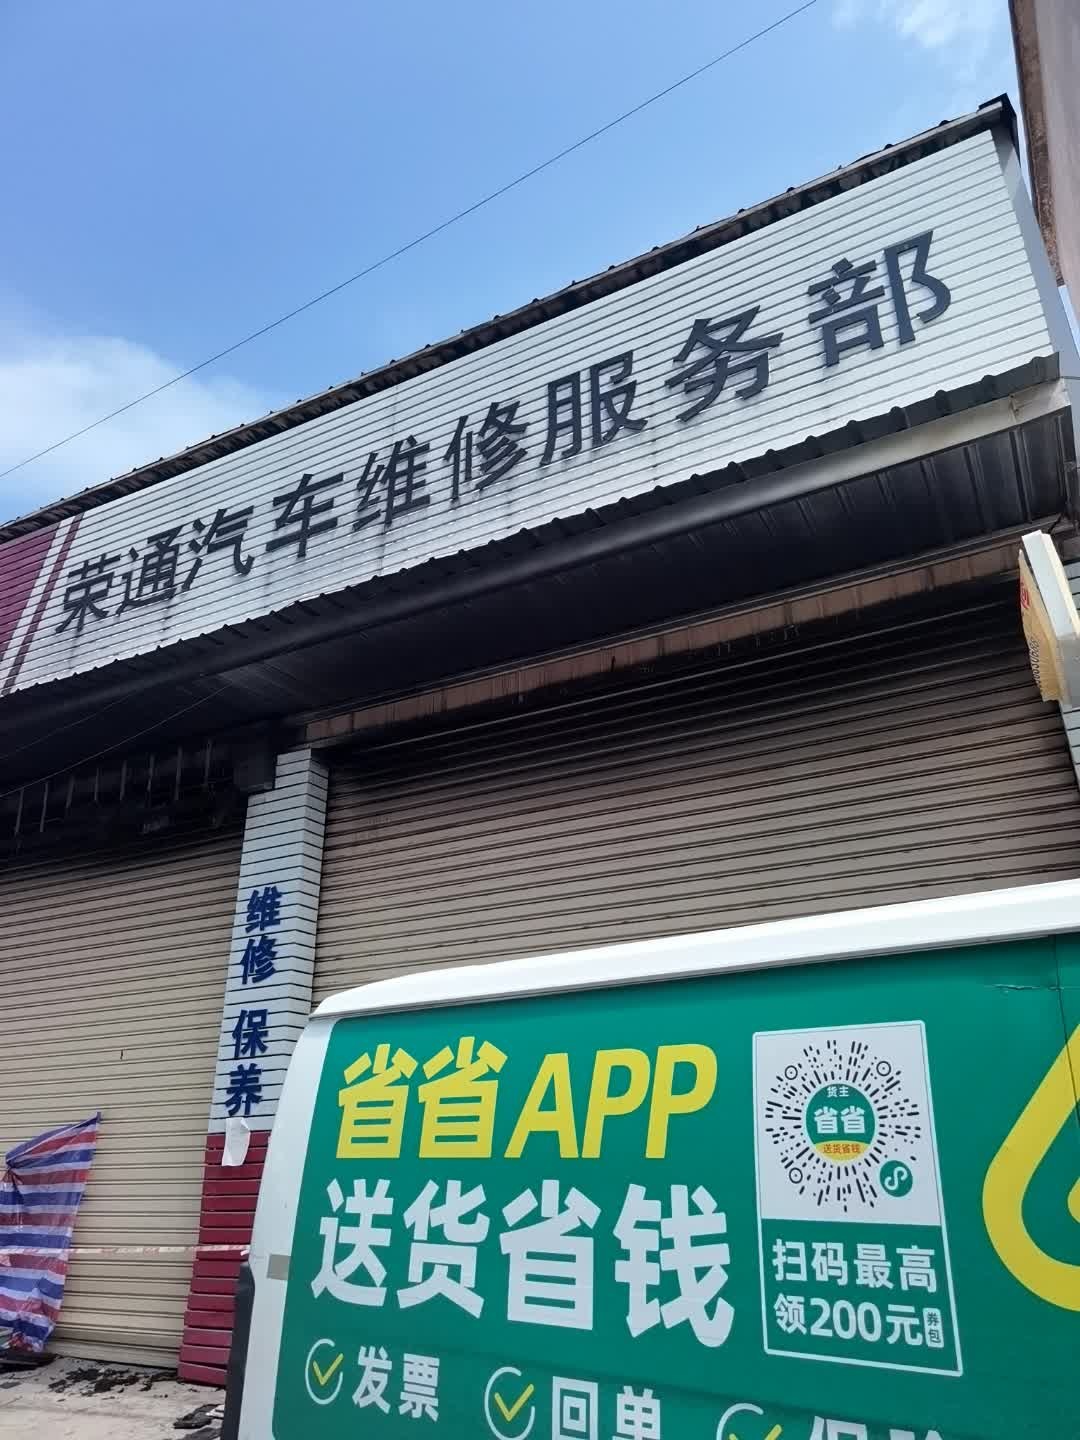 荣通汽车维修服务部
维修 保养
省省APP
送货省钱
货主
省省
送货省钱
扫码最高
领200元券包
发票
回单